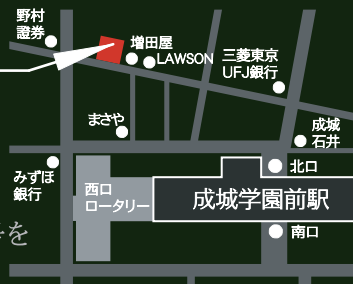 野村
證券
増田屋
LAWSON
三菱東京
UFJ銀行
まさや
成城
石井
みずほ
銀行
北口
西口
ロータリー
成城学園前駅
南口
を